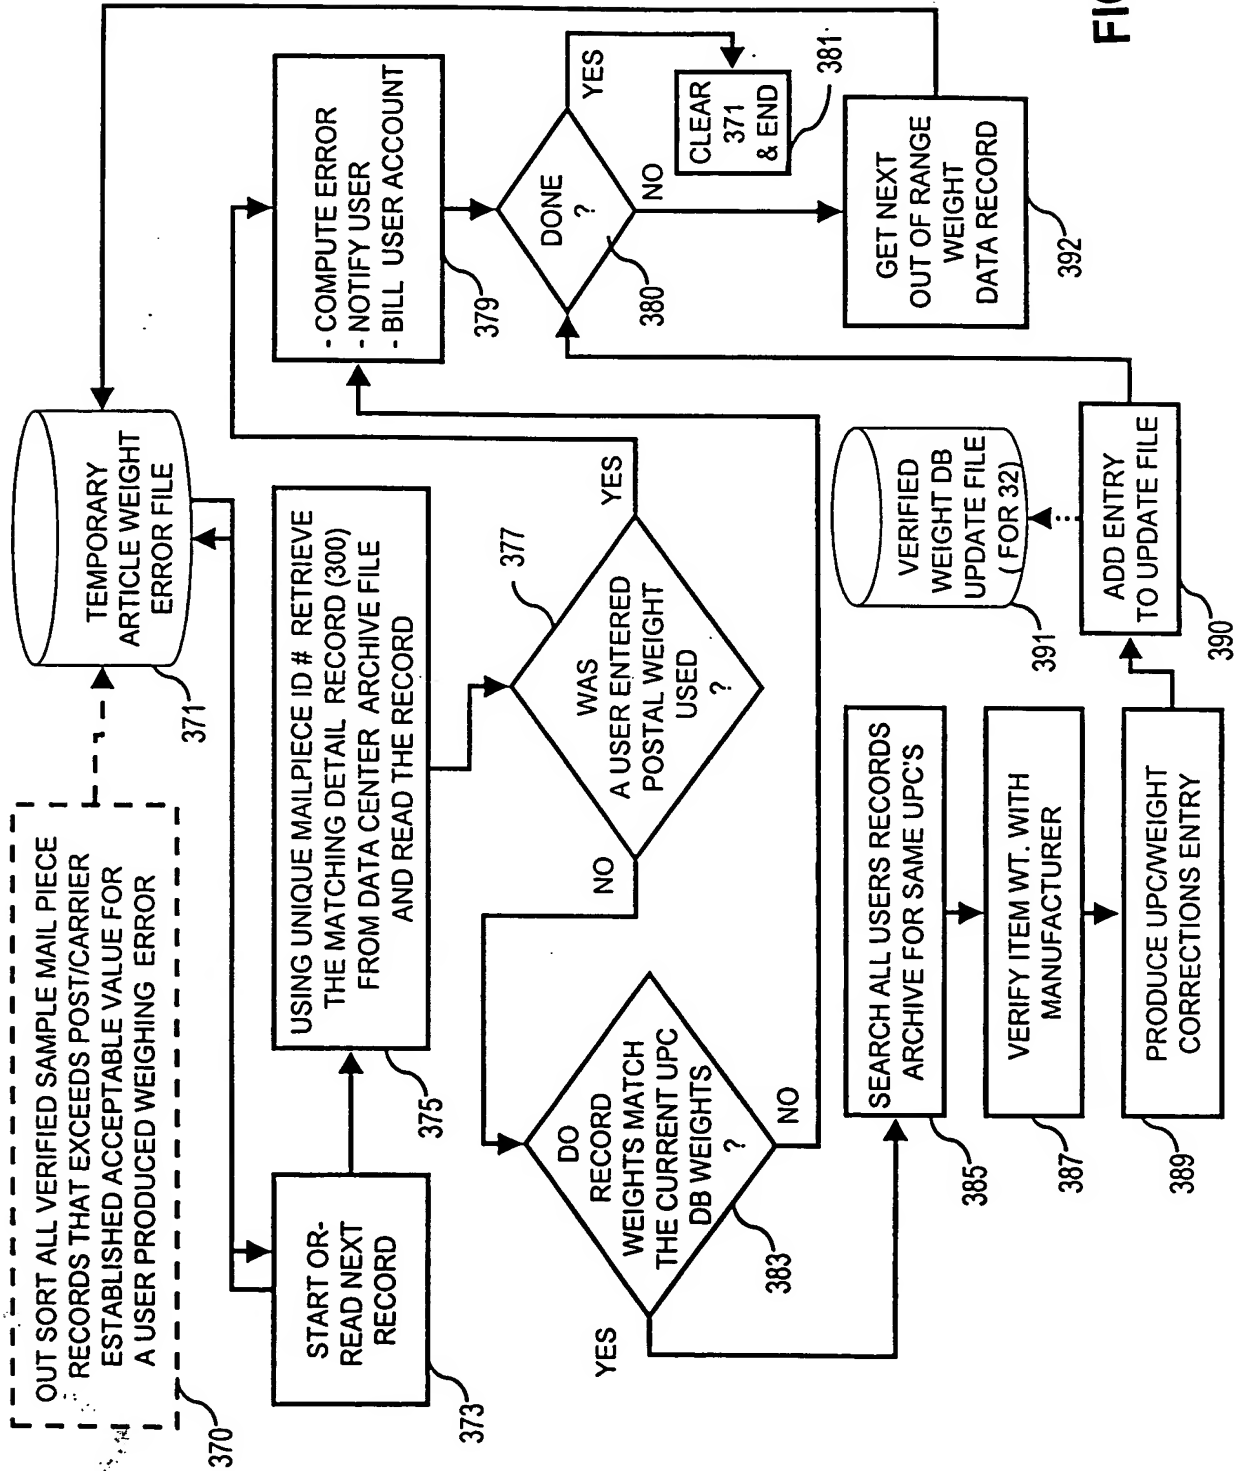 OUT SORT ALL VERIFIED SAMPLE MAIL PIECE
RECORDS THAT EXCEEDS POST/CARRIER
ESTABLISHED ACCEPTABLE VALUE FOR
A USER PRODUCED WEIGHING ERROR
370
TEMPORARY
ARTICLE WEIGHT
ERROR FILE
371
START OR-
READ NEXT
RECORD
373
USING UNIQUE MAILPIECE ID # RETRIEVE
THE MATCHING DETAIL RECORD (300)
FROM DATA CENTER ARCHIVE FILE
AND READ THE RECORD
375
WAS
A USER ENTERED
POSTAL WEIGHT
USED
?
377
YES
NO
- COMPUTE ERROR
- NOTIFY USER
- BILL USER ACCOUNT
379
DONE
?
380
YES
NO
CLEAR
371
& END
381
GET NEXT
OUT OF RANGE
WEIGHT
DATA RECORD
392
DO
RECORD
WEIGHTS MATCH
THE CURRENT UPC
DB WEIGHTS
?
383
YES
NO
SEARCH ALL USERS RECORDS
ARCHIVE FOR SAME UPC'S
385
VERIFY ITEM WT. WITH
MANUFACTURER
387
PRODUCE UPC/WEIGHT
CORRECTIONS ENTRY
389
ADD ENTRY
TO UPDATE FILE
390
VERIFIED
WEIGHT DB
UPDATE FILE
( FOR 32)
391